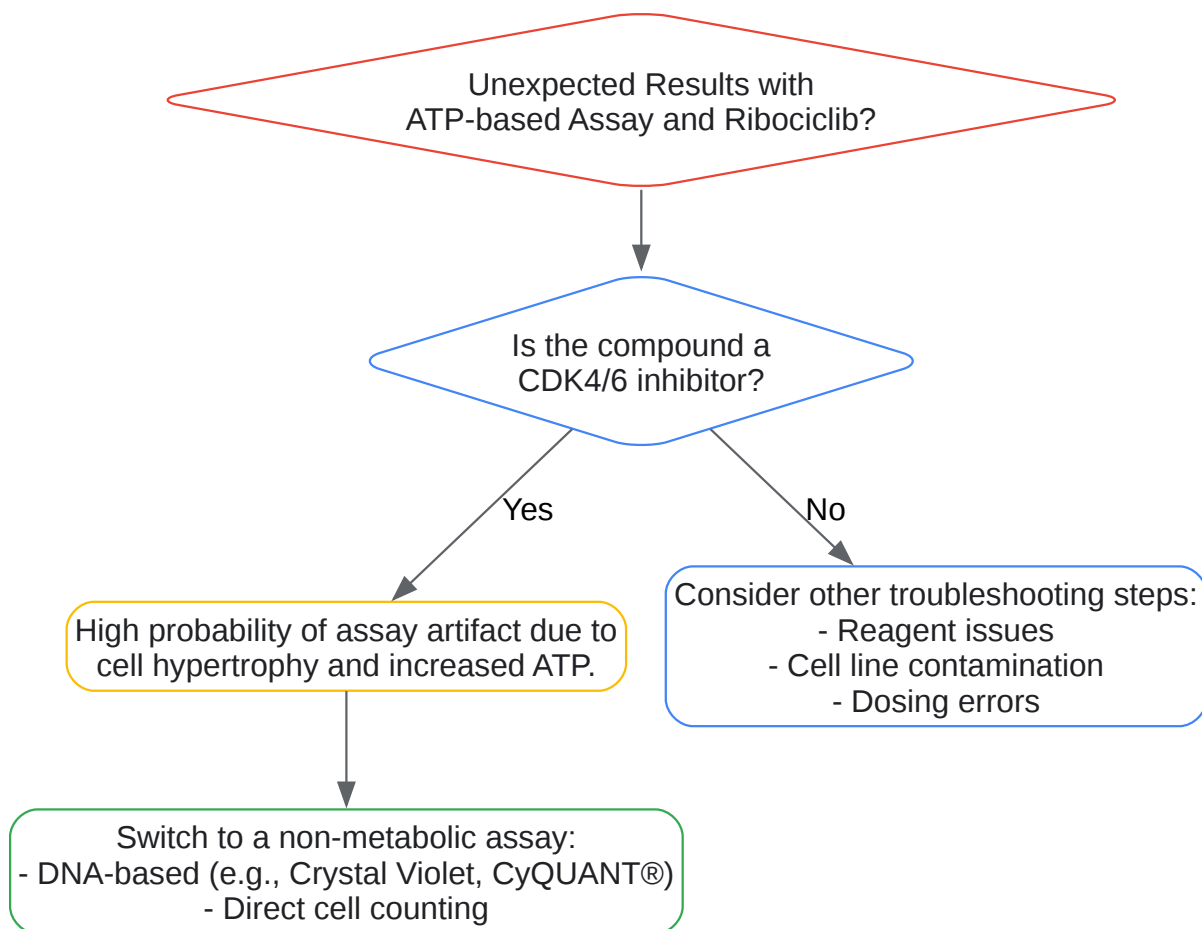 Unexpected Results with
ATP-based Assay and Ribociclib?
Is the compound a
CDK4/6 inhibitor?
Yes
No
High probability of assay artifact due to
cell hypertrophy and increased ATP.
Consider other troubleshooting steps:
- Reagent issues
- Cell line contamination
- Dosing errors
Switch to a non-metabolic assay:
- DNA-based (e.g., Crystal Violet, CyQUANT®)
- Direct cell counting